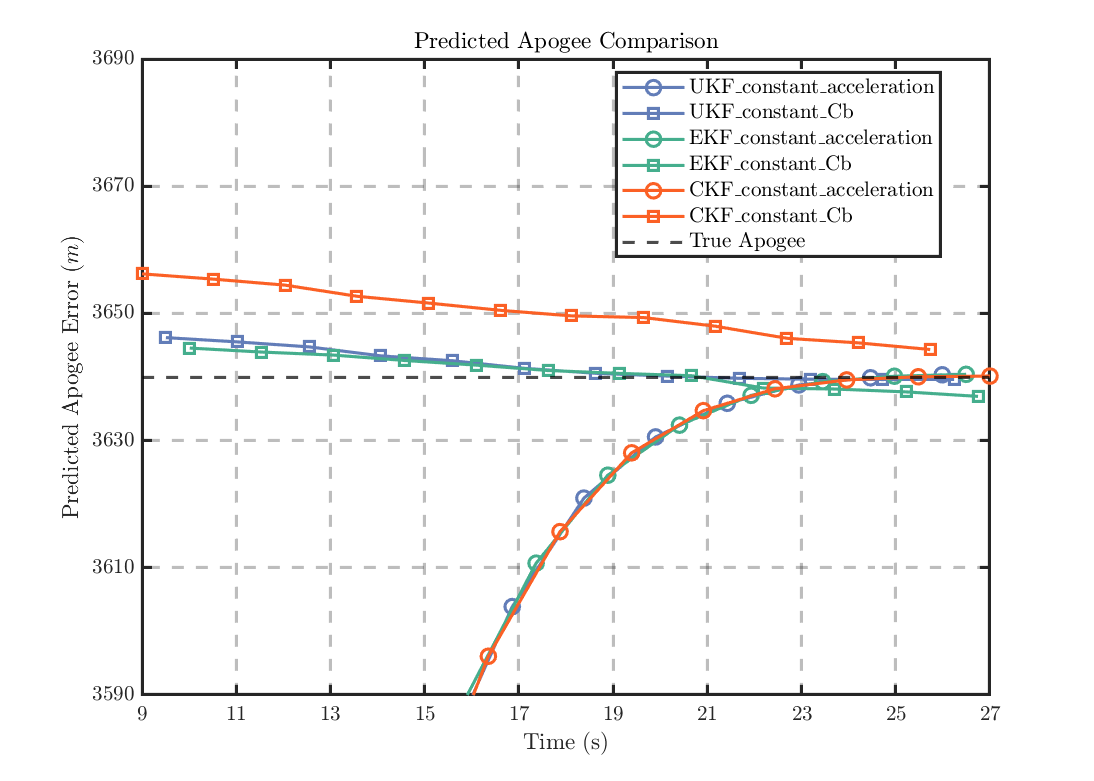 Predicted Apogee Comparison
3690
3670
3650
3630
3610
3590
Predicted Apogee Error (m)
UKF_constant_acceleration
UKF_constant_Cb
EKF_constant_acceleration
EKF_constant_Cb
CKF_constant_acceleration
CKF_constant_Cb
True Apogee
9 11 13 15 17 19 21 23 25 27
Time (s)